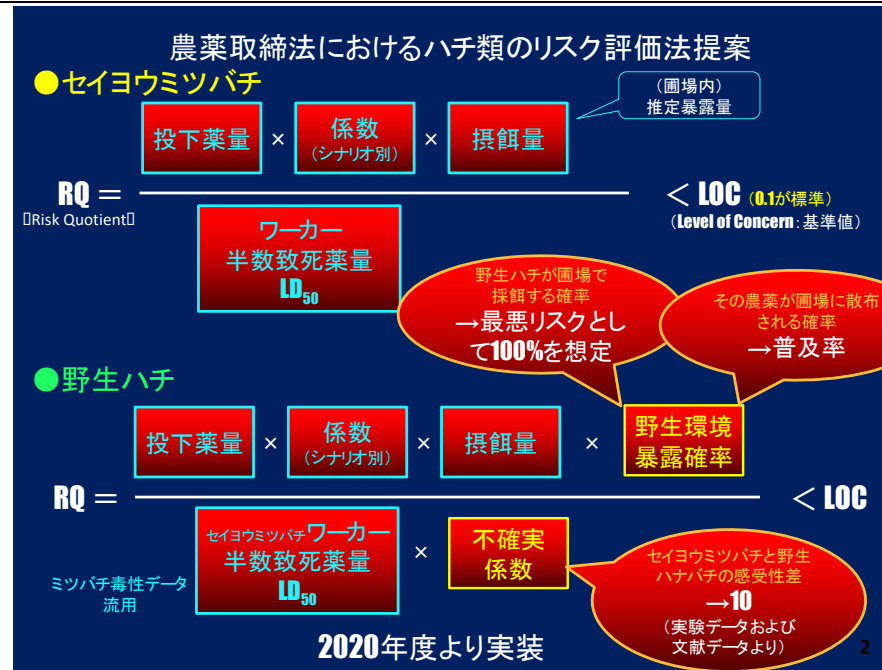 農薬取締法におけるハチ類のリスク評価法提案
●セイヨウミツバチ
(圃場内)
推定暴露量
投下薬量 × 係数 × 摂餌量
(シナリオ別)
RQ =
▯Risk Quotient▯
< LOC (0.1が標準)
(Level of Concern:基準値)
ワーカー
半数致死薬量
LD50
野生ハチが圃場で
採餌する確率
→最悪リスクとし
て100%を想定
その農薬が圃場に散布
される確率
→普及率
●野生ハチ
投下薬量 × 係数 × 摂餌量 × 野生環境
(シナリオ別)
暴露確率
RQ =
< LOC
セイヨウミツバチワーカー
半数致死薬量
LD50
× 不確実
係数
ミツバチ毒性データ
流用
セイヨウミツバチと野生
ハナバチの感受性差
→10
(実験データおよび
文献データより)
2020年度より実装
2